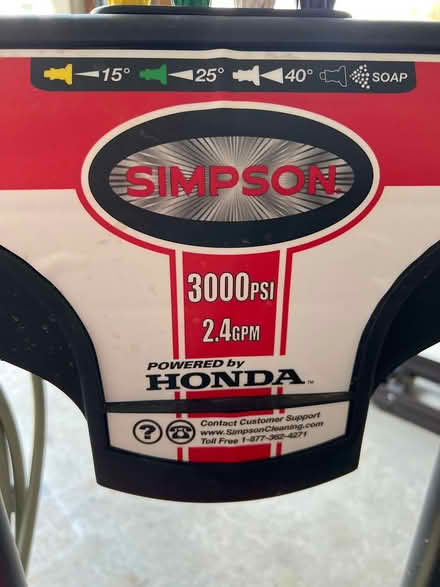 15° 25° 40° SOAP
SIMPSON
3000PSI
2.4GPM
POWERED by
HONDA™
? Contact Customer Support
www.SimpsonCleaning.com
Toll Free 1-877-362-4271